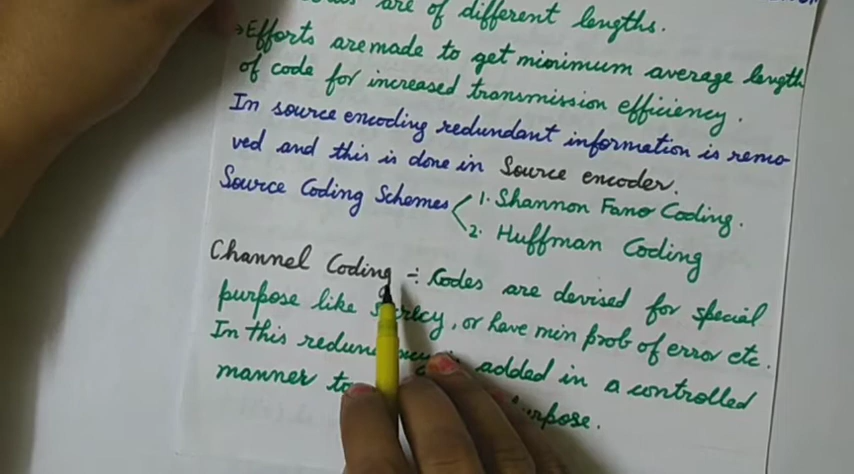 are of different lengths.
→ Efforts are made to get minimum average length
of code for increased transmission efficiency.
In source encoding redundant information is remo-
ved and this is done in Source encoder.
Source Coding Schemes < 1. Shannon Fano Coding.
2. Huffman Coding
Channel Coding ÷ Codes are devised for special
purpose like , or have min prob of error etc.
In this added in a controlled
manner to purpose.